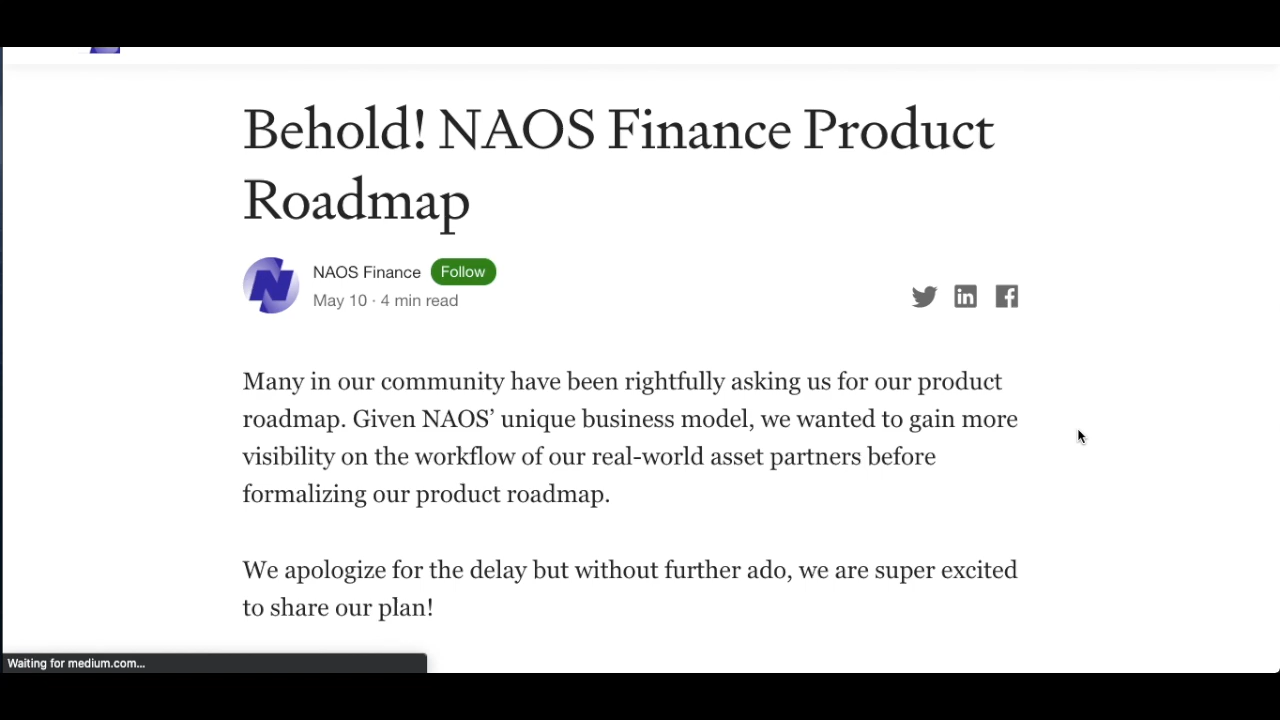 Behold! NAOS Finance Product
Roadmap
NAOS Finance Follow
May 10 · 4 min read
Many in our community have been rightfully asking us for our product
roadmap. Given NAOS’ unique business model, we wanted to gain more
visibility on the workflow of our real-world asset partners before
formalizing our product roadmap.
We apologize for the delay but without further ado, we are super excited
to share our plan!
Waiting for medium.com...